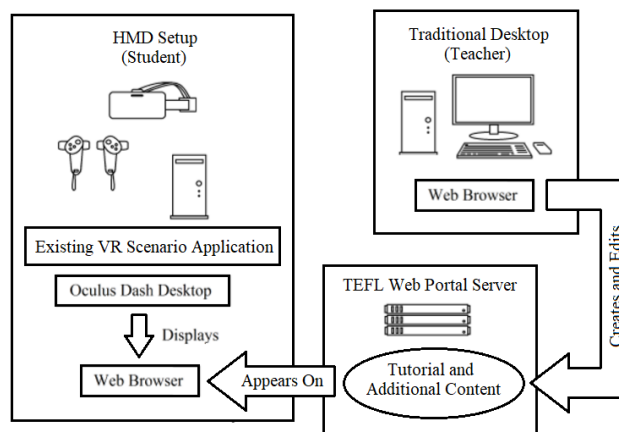 HMD Setup
(Student)
Existing VR Scenario Application
Oculus Dash Desktop
Displays
Web Browser
Traditional Desktop
(Teacher)
Web Browser
Creates and Edits
TEFL Web Portal Server
Tutorial and
Additional Content
Appears On